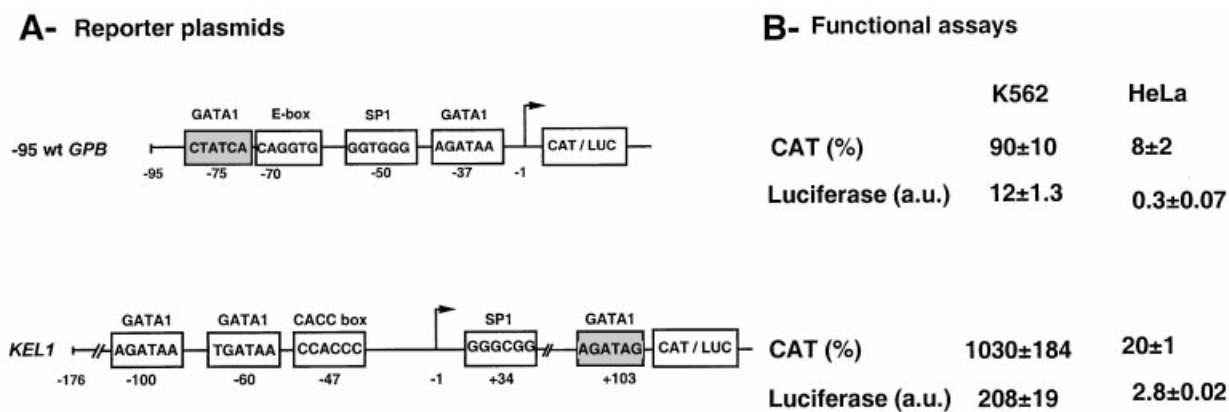 A- Reporter plasmids
B- Functional assays
K562 HeLa
GATA1 E-box SP1 GATA1
-95 wt GPB CTATCA CAGGTG GGTGGG AGATAA CAT / LUC
-95 -75 -70 -50 -37 -1
CAT (%) 90±10 8±2
Luciferase (a.u.) 12±1.3 0.3±0.07
GATA1 GATA1 CACC box SP1 GATA1
KEL1 AGATAA TGATAA CCACCC GGGCGG AGATAG CAT / LUC
-176 -100 -60 -47 -1 +34 +103
CAT (%) 1030±184 20±1
Luciferase (a.u.) 208±19 2.8±0.02